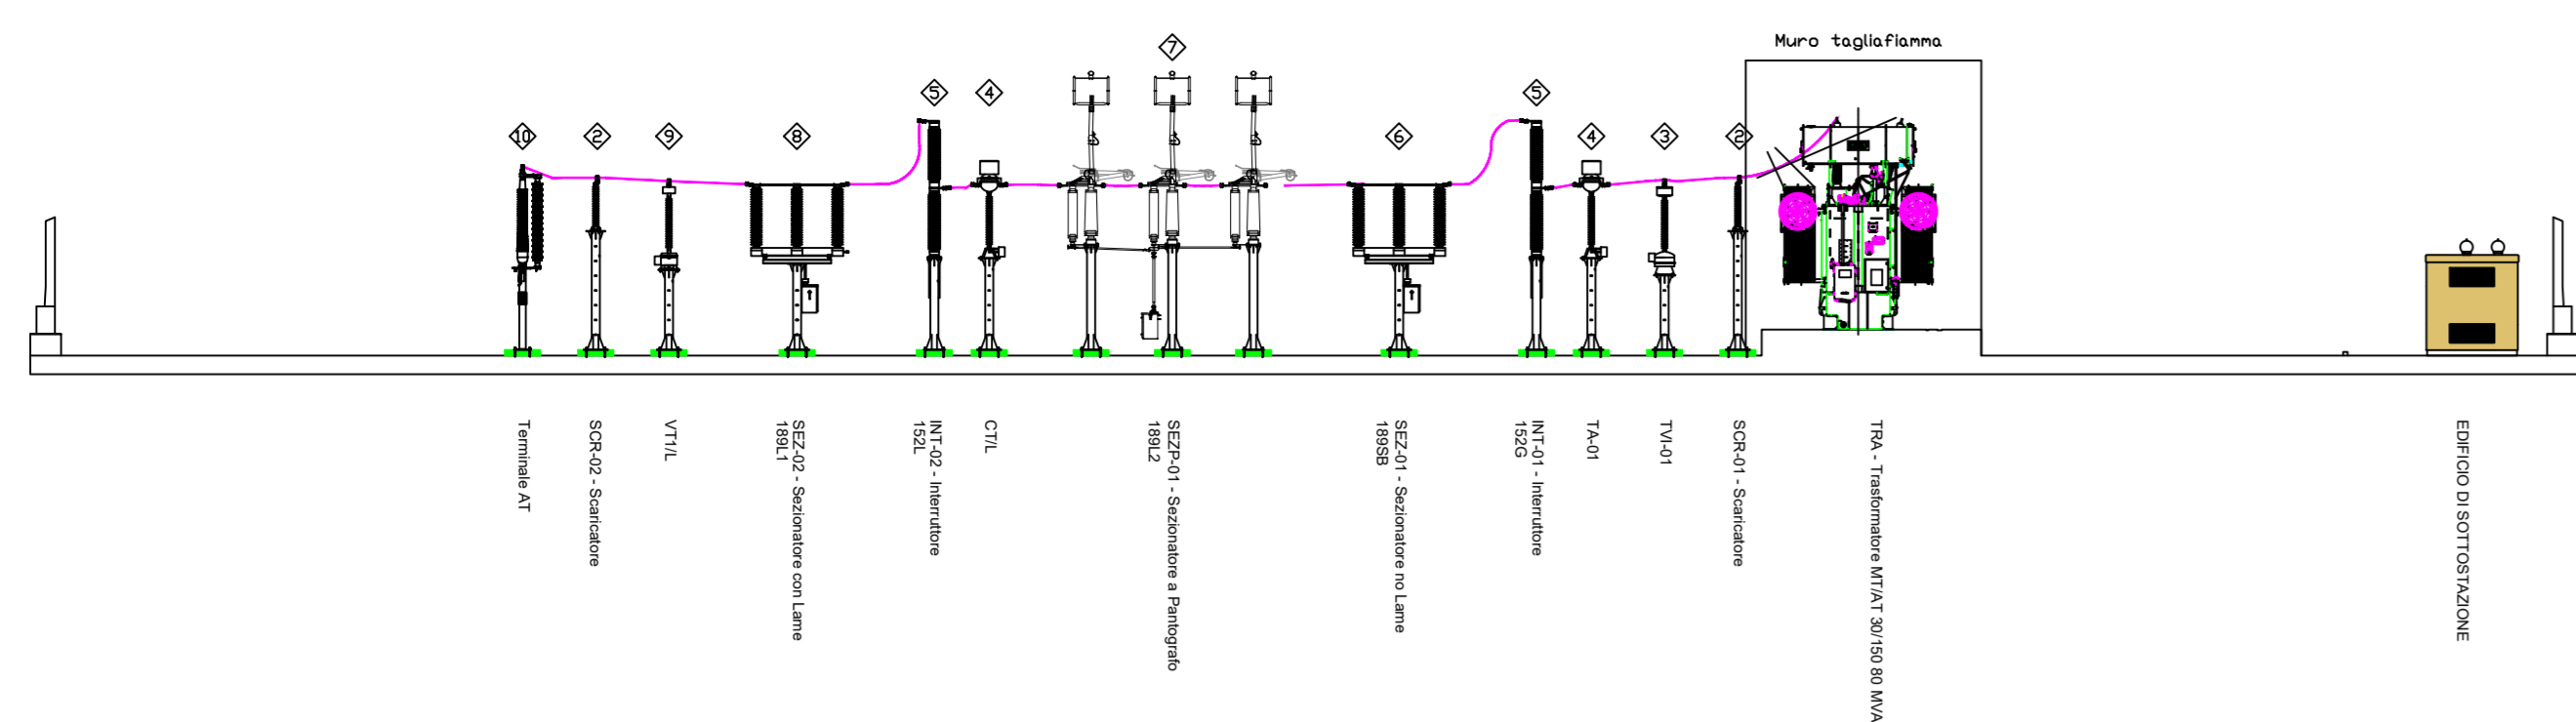 Muro tagliafiamma
7
5
4
5
10
2
9
8
6
4
3
2
Terminale AT
SCR-02 - Scaricatore
VT1/L
SEZ-02 - Sezionatore con Lame
189L1
INT-02 - Interruttore
152L
CT/L
SEZP-01 - Sezionatore a Pantografo
189L2
SEZ-01 - Sezionatore no Lame
189SB
INT-01 - Interruttore
152G
TA-01
TVI-01
SCR-01 - Scaricatore
TRA - Trasformatore MT/AT 30/150 80 MVA
EDIFICIO DI SOTTOSTAZIONE